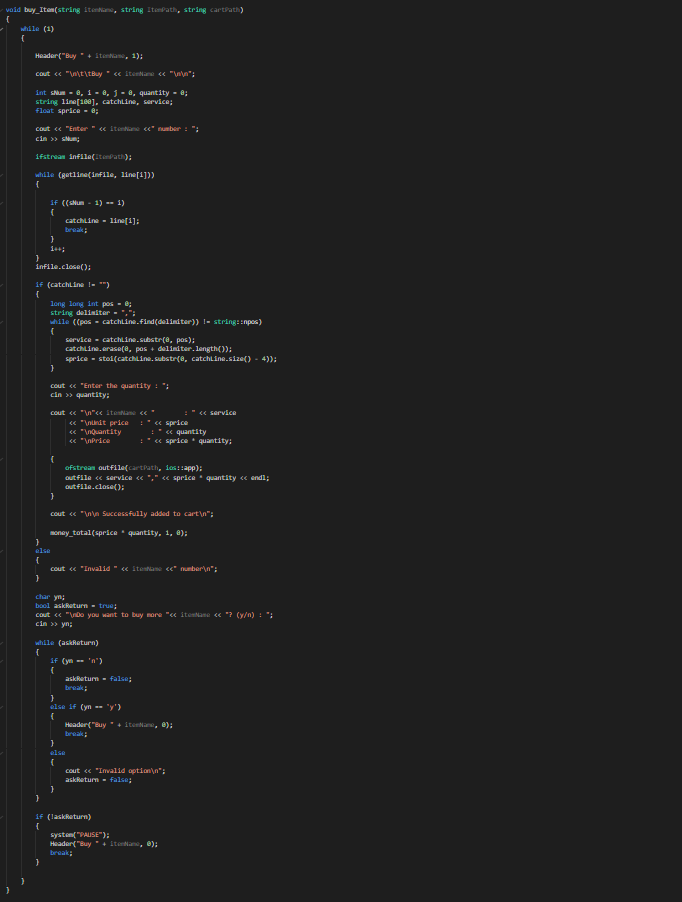 void buy_Item(string itemName, string itemPath, string cartPath)
{
    while (1)
    {
        Header("Buy " + itemName, 1);
        cout << "\n\t\tBuy " << itemName << "\n\n";
        int sNum = 0, i = 0, j = 0, quantity = 0;
        string line[100], catchLine, service;
        float sprice = 0;
        cout << "Enter " << itemName <<" number : ";
        cin >> sNum;
        ifstream infile(itemPath);
        while (getline(infile, line[i]))
        {
            if ((sNum - 1) == i)
            {
                catchLine = line[i];
                break;
            }
            i++;
        }
        infile.close();
        if (catchLine != "")
        {
            long long int pos = 0;
            string delimiter = ",";
            while ((pos = catchLine.find(delimiter)) != string::npos)
            {
                service = catchLine.substr(0, pos);
                catchLine.erase(0, pos + delimiter.length());
                sprice = stoi(catchLine.substr(0, catchLine.size() - 4));
            }
            cout << "Enter the quantity : ";
            cin >> quantity;
            cout << "\n"<< itemName << "        : " << service
                 << "\nUnit price   : " << sprice
                 << "\nQuantity     : " << quantity
                 << "\nPrice        : " << sprice * quantity;
            {
                ofstream outfile(cartPath, ios::app);
                outfile << service << "," << sprice * quantity << endl;
                outfile.close();
            }
            cout << "\n\n Successfully added to cart\n";
            money_total(sprice * quantity, 1, 0);
        }
        else
        {
            cout << "Invalid " << itemName <<" number\n";
        }
        char yn;
        bool askReturn = true;
        cout << "\nDo you want to buy more "<< itemName << "? (y/n) : ";
        cin >> yn;
        while (askReturn)
        {
            if (yn == 'n')
            {
                askReturn = false;
                break;
            }
            else if (yn == 'y')
            {
                Header("Buy " + itemName, 0);
                break;
            }
            else
            {
                cout << "Invalid option\n";
                askReturn = false;
            }
        }
        if (!askReturn)
        {
            system("PAUSE");
            Header("Buy " + itemName, 0);
            break;
        }
    }
}